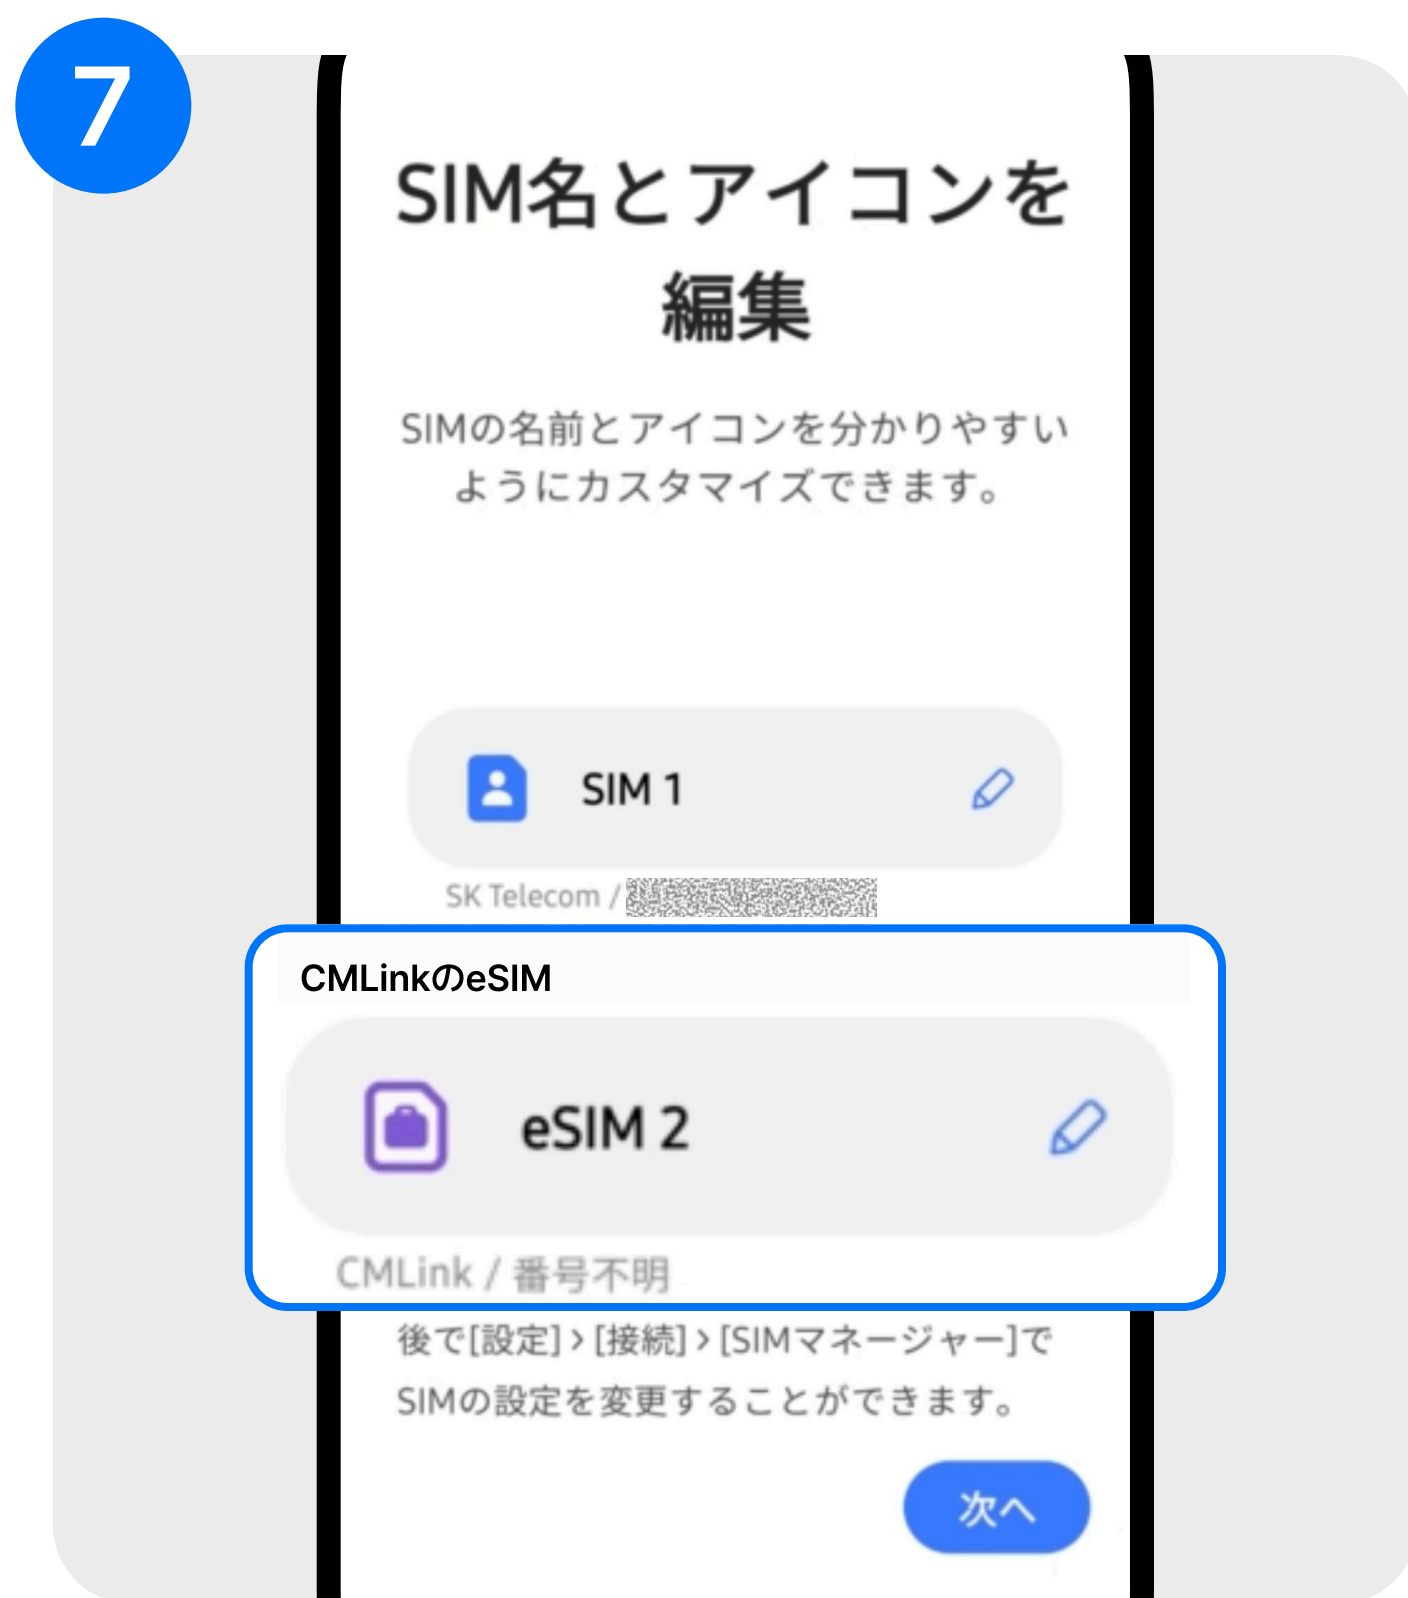 7
SIM名とアイコンを
編集
SIMの名前とアイコンを分かりやすい
ようにカスタマイズできます。
SIM 1
SK Telecom /
CMLinkのeSIM
eSIM 2
CMLink / 番号不明
後で[設定] > [接続] > [SIMマネージャー]で
SIMの設定を変更することができます。
次へ